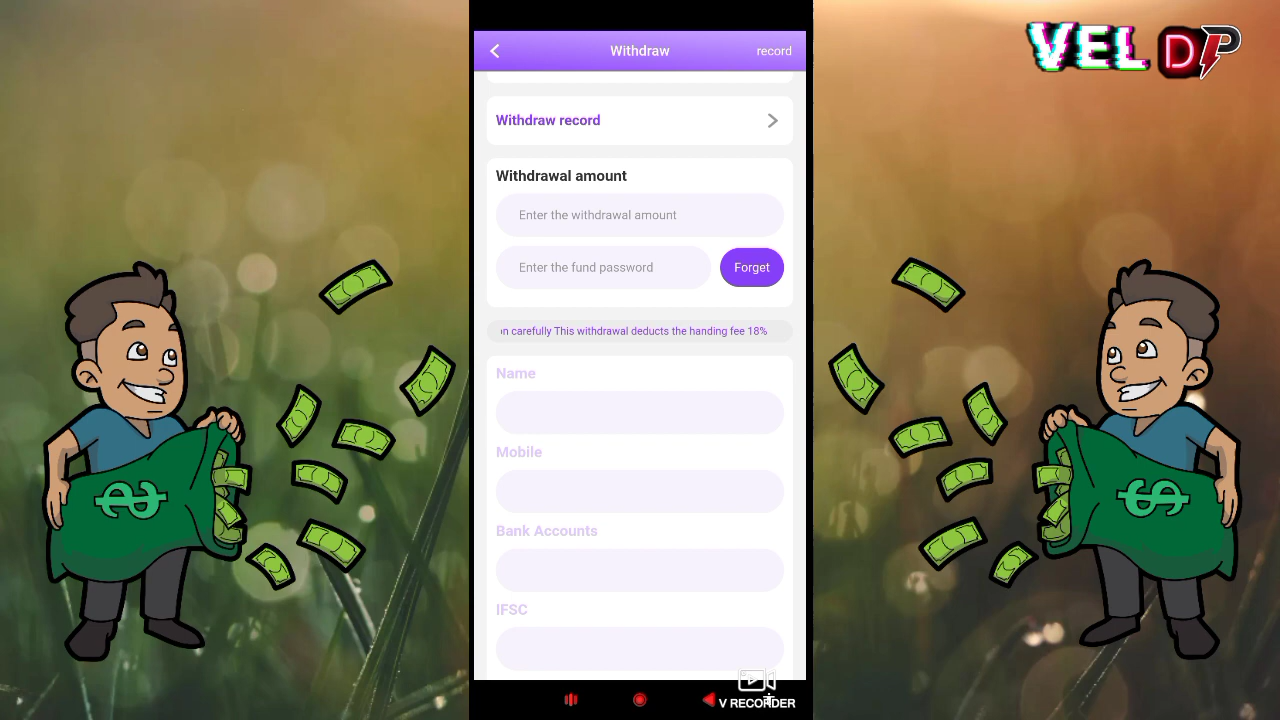 VEL DP
Withdraw
record
Withdraw record
Withdrawal amount
Enter the withdrawal amount
Enter the fund password
Forget
n carefully This withdrawal deducts the handing fee 18%
Name
Mobile
Bank Accounts
IFSC
V RECORDER
$
$